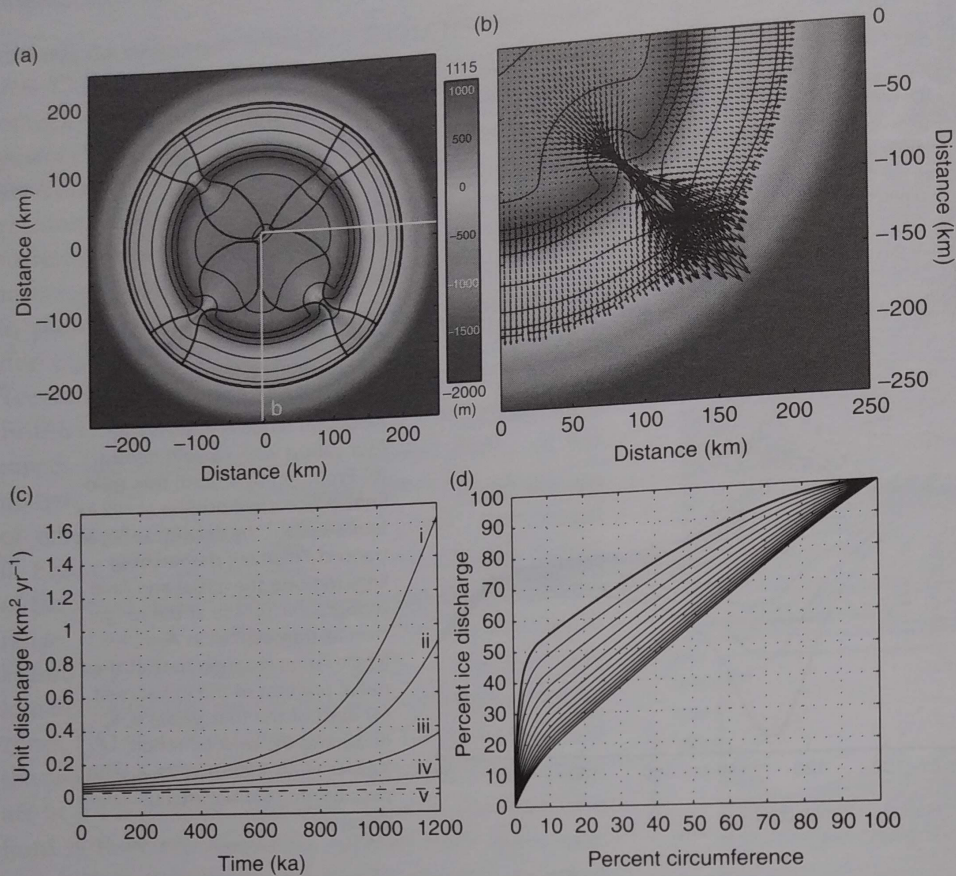 (a)
1115
1000
500
0
−500
−1000
−1500
−2000
(m)
200
100
0
−100
−200
Distance (km)
b
−200 −100 0 100 200
Distance (km)
(b)
0
−50
−100
−150
−200
−250
Distance (km)
0 50 100 150 200 250
Distance (km)
(c)
1.6
1.4
1.2
1
0.8
0.6
0.4
0.2
0
Unit discharge (km² yr⁻¹)
i
ii
iii
iv
v
0 200 400 600 800 1000 1200
Time (ka)
(d)
100
90
80
70
60
50
40
30
20
10
0
Percent ice discharge
0 10 20 30 40 50 60 70 80 90 100
Percent circumference